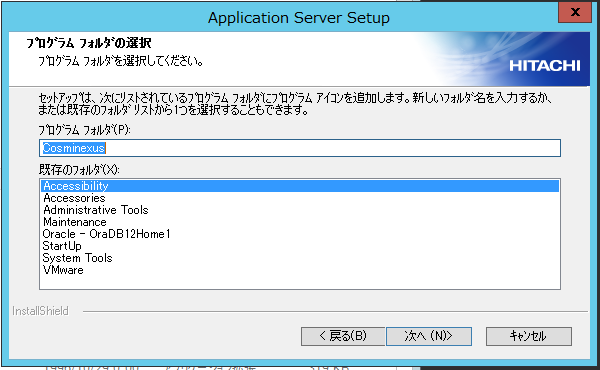 Application Server Setup
x
プログラム フォルダの選択
プログラム フォルダを選択してください。
HITACHI
セットアップは、次にリストされているプログラム フォルダにプログラム アイコンを追加します。新しいフォルダ名を入力するか、
または既存のフォルダ リストから1つを選択することもできます。
プログラム フォルダ(P):
Cosminexus
既存のフォルダ(X):
Accessibility
Accessories
Administrative Tools
Maintenance
Oracle - OraDB12Home1
StartUp
System Tools
VMware
InstallShield
< 戻る(B)
次へ (N)>
キャンセル